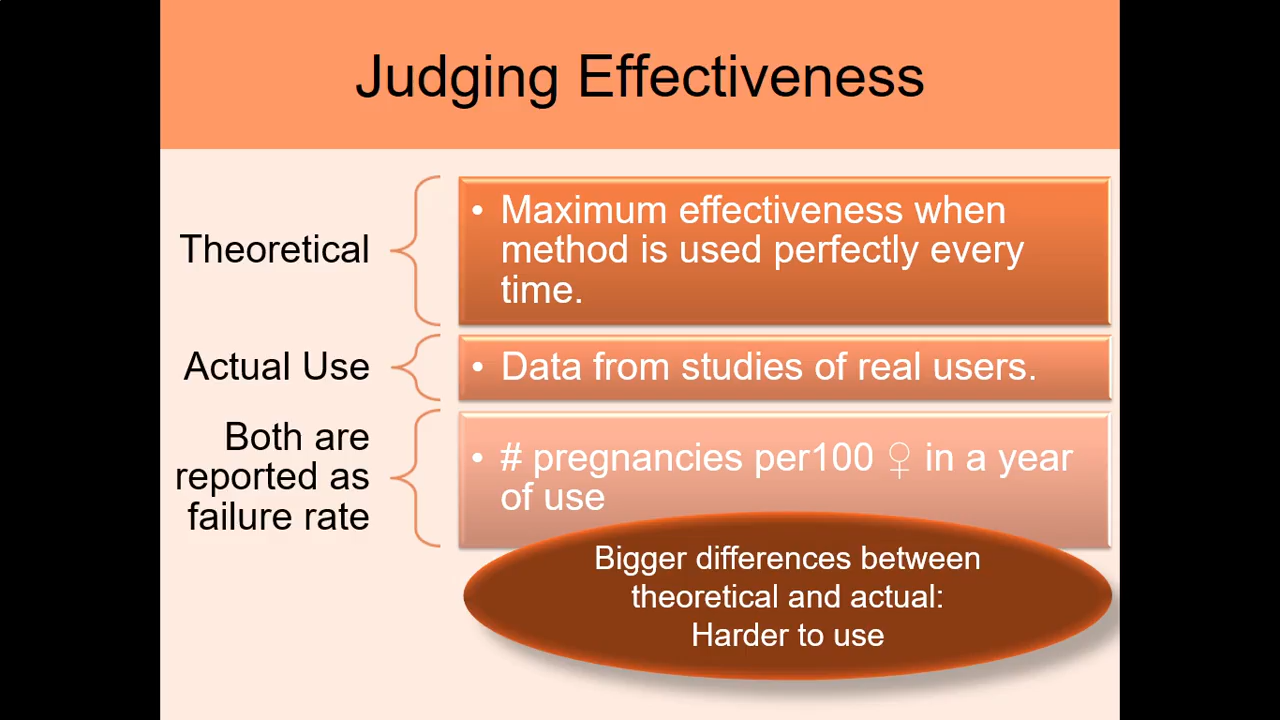 Judging Effectiveness
Theoretical
• Maximum effectiveness when
method is used perfectly every
time.
Actual Use
• Data from studies of real users.
Both are
reported as
failure rate
• # pregnancies per100 ♀ in a year
of use
Bigger differences between
theoretical and actual:
Harder to use